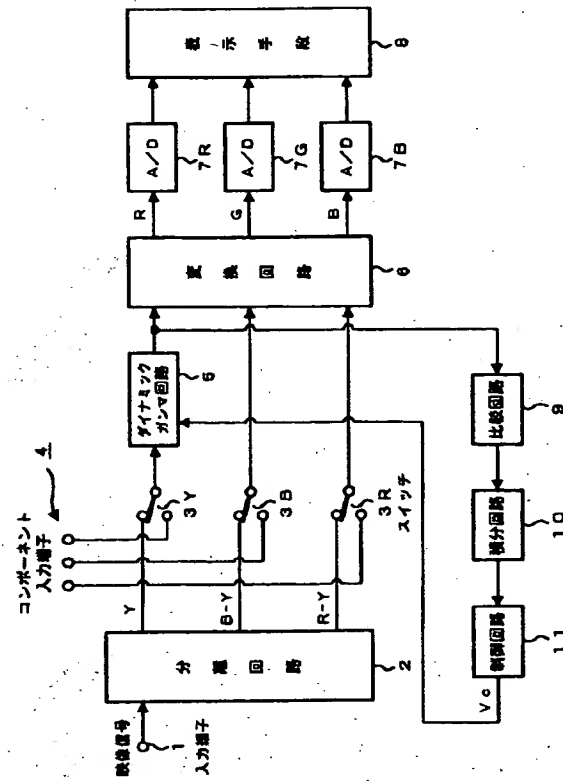 コンポーネント
入力端子
4
映像信号
1
入力端子
分離回路
2
Y
B-Y
R-Y
3Y
3B
3R
スイッチ
ダイナミック
ガンマ回路
5
変換回路
6
R
G
B
A/D
7R
A/D
7G
A/D
7B
表示手段
8
比較回路
9
積分回路
10
制御回路
11
Vc